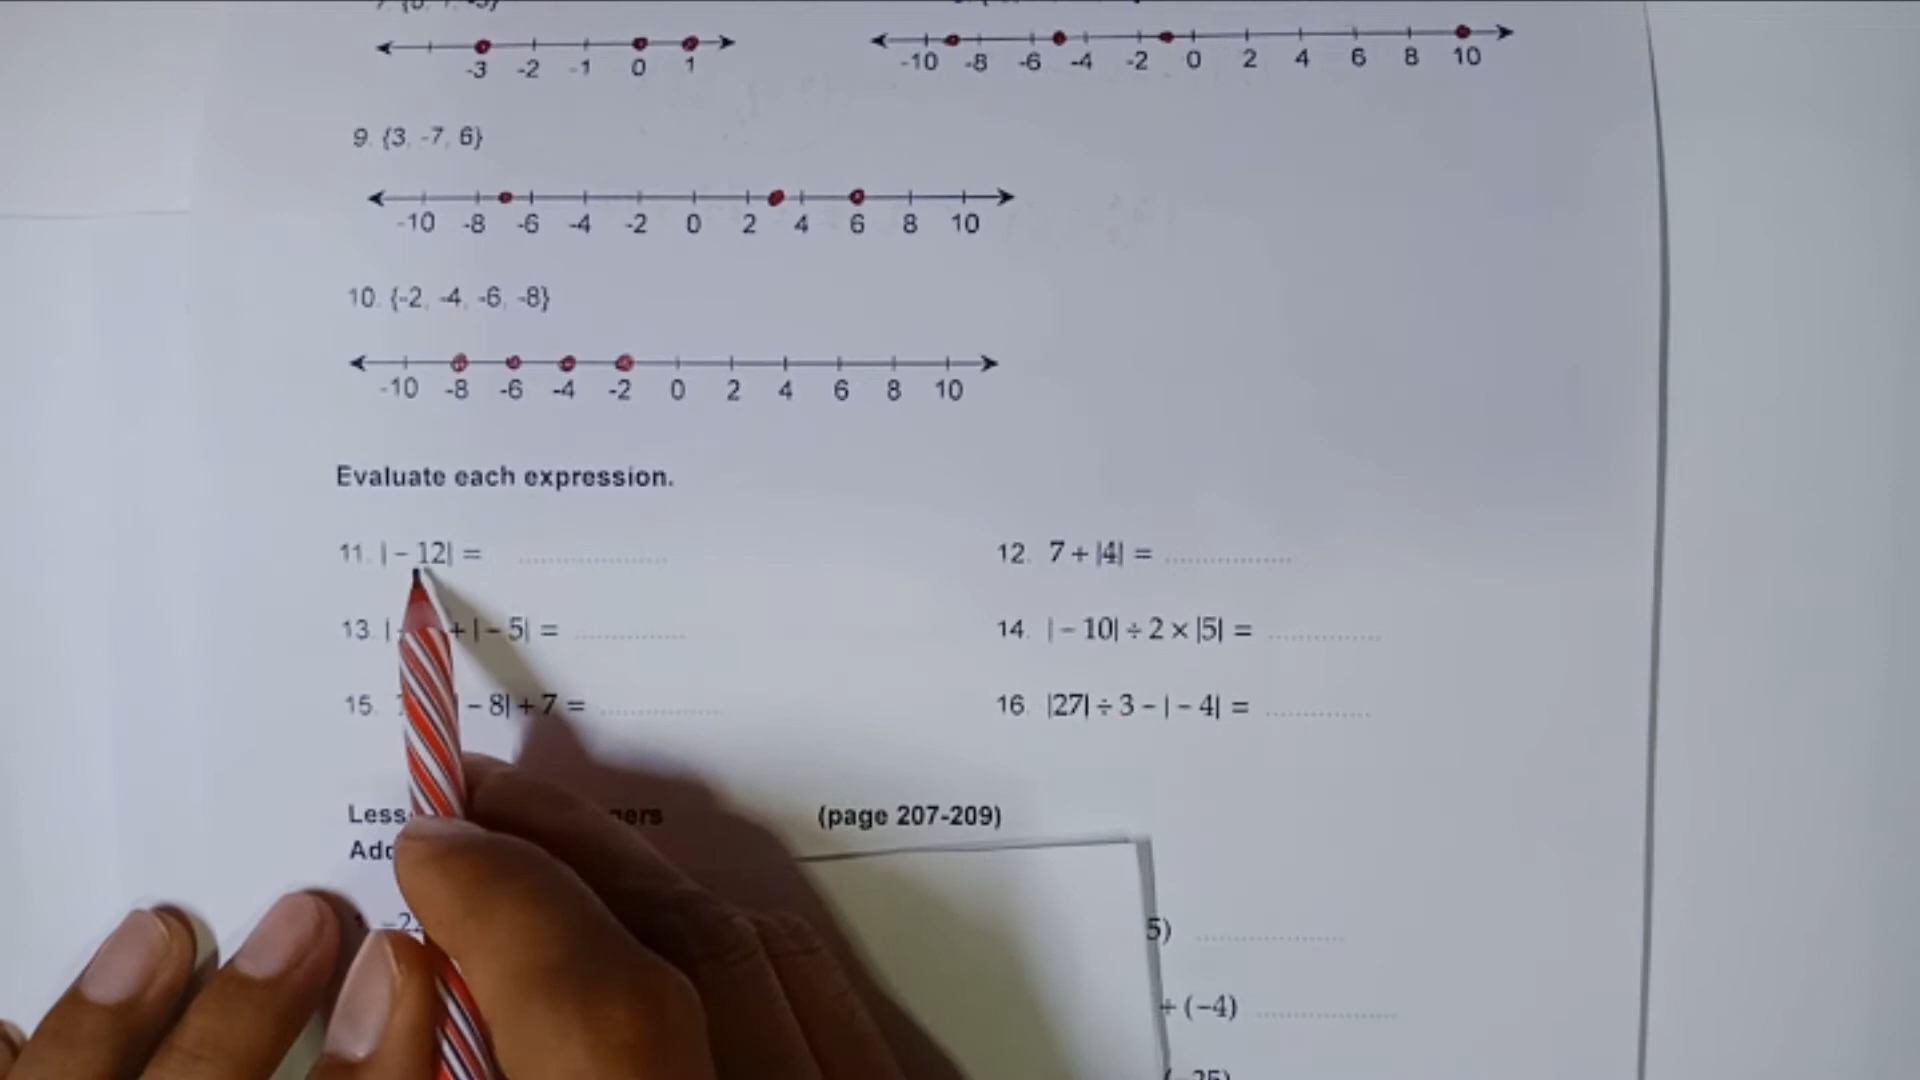 -3 -2 -1 0 1
-10 -8 -6 -4 -2 0 2 4 6 8 10
9. {3, -7, 6}
-10 -8 -6 -4 -2 0 2 4 6 8 10
10. {-2, -4, -6, -8}
-10 -8 -6 -4 -2 0 2 4 6 8 10
Evaluate each expression.
11. |− 12| = ....................
12. 7 + |4| = ....................
13. | + |− 5| = ....................
14. |− 10| ÷ 2 × |5| = ....................
15. − 8| + 7 = ....................
16. |27| ÷ 3 − |− 4| = ....................
(page 207-209)
−2
5) ....................
+ (−4) ....................